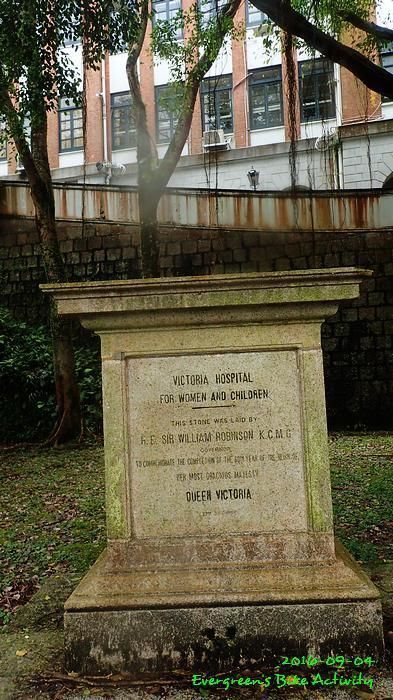 VICTORIA HOSPITAL
FOR WOMEN AND CHILDREN
THIS STONE WAS LAID BY
H.E. SIR WILLIAM ROBINSON K.C.M.G
GOVERNOR
TO COMMEMORATE THE COMPLETION OF THE 60TH YEAR OF THE REIGN OF
HER MOST GRACIOUS MAJESTY
QUEEN VICTORIA
2016-09-04
Evergreen's Bike Activity